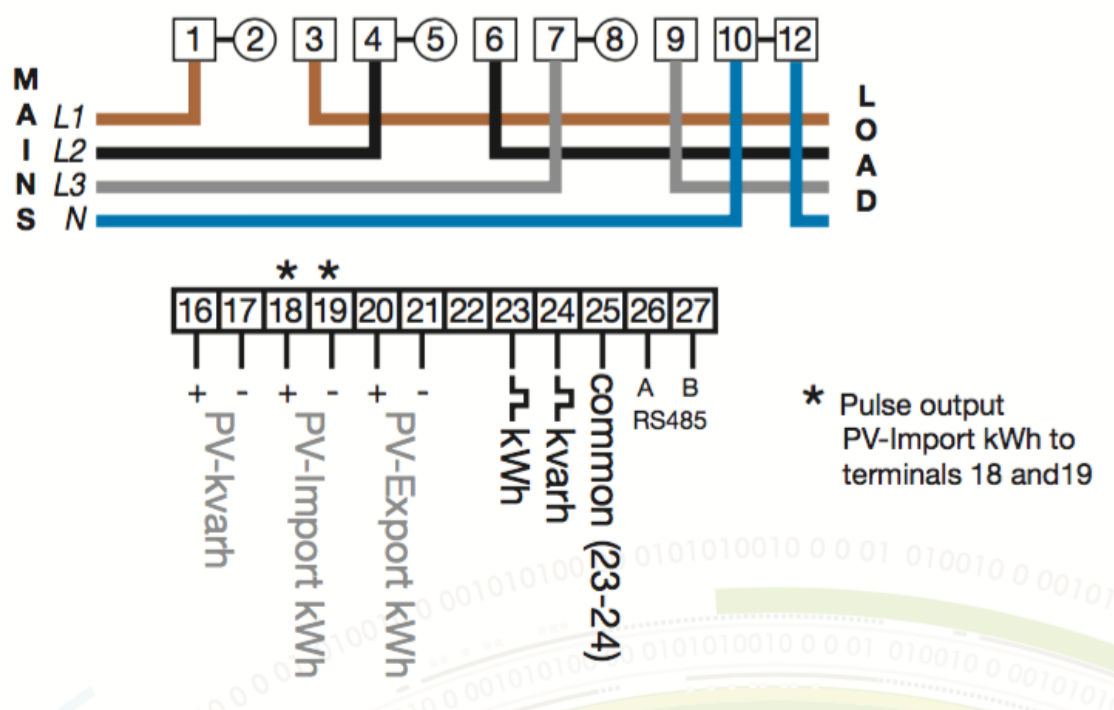 1 2 3 4 5 6 7 8 9 10 12
MAINS
L1
L2
L3
N
LOAD
* *
16 17 18 19 20 21 22 23 24 25 26 27
+ - + - + -
A B
RS485
PV-kvarh
PV-Import kWh
PV-Export kWh
kWh
kvarh
common (23-24)
* Pulse output
PV-Import kWh to
terminals 18 and19